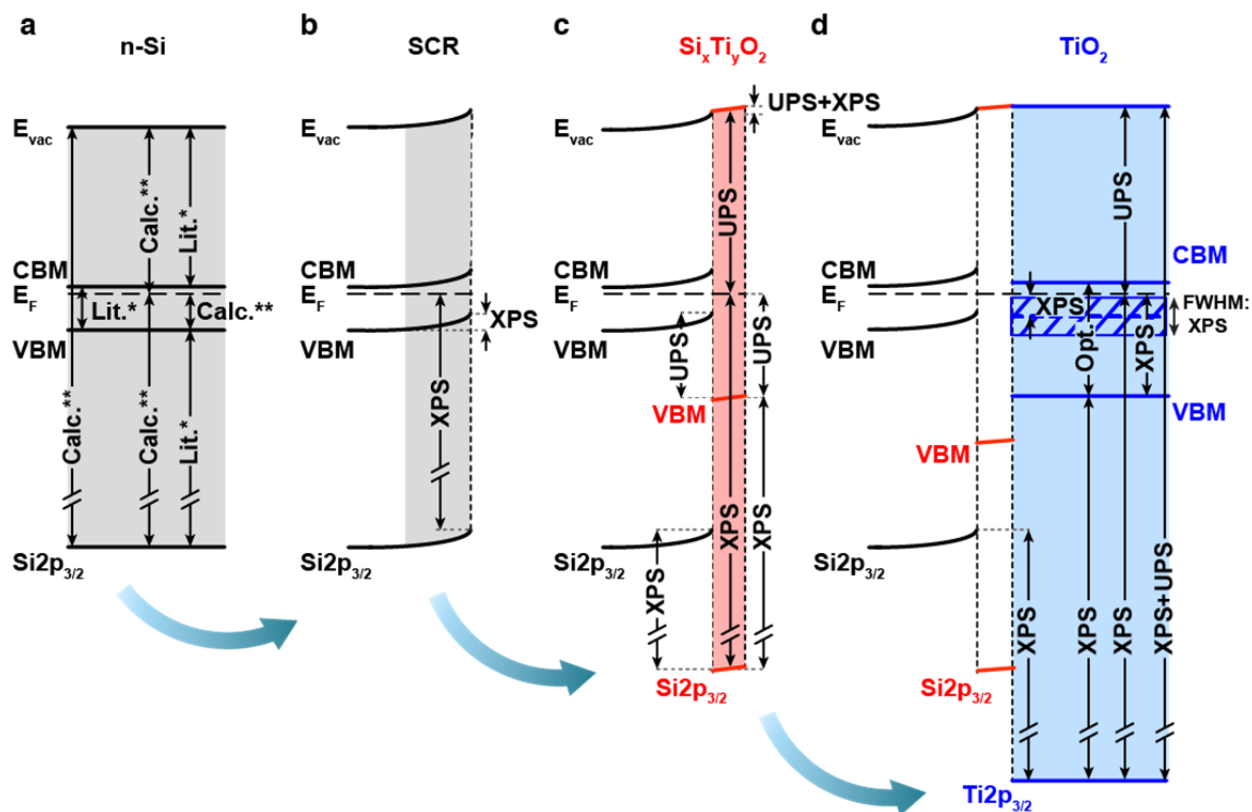 a
n-Si
E_vac
CBM
E_F
VBM
Si2p_3/2
Calc.**
Lit.*
Lit.*
Calc.**
Calc.**
Calc.**
Lit.*
b
SCR
E_vac
CBM
E_F
VBM
Si2p_3/2
XPS
XPS
c
Si_xTi_yO_2
UPS+XPS
E_vac
CBM
E_F
VBM
Si2p_3/2
UPS
UPS
UPS
VBM
XPS
XPS
XPS
Si2p_3/2
d
TiO_2
E_vac
CBM
E_F
VBM
Si2p_3/2
UPS
CBM
XPS
FWHM:
XPS
Opt.
XPS
VBM
VBM
XPS
XPS
XPS
XPS+UPS
Si2p_3/2
Ti2p_3/2